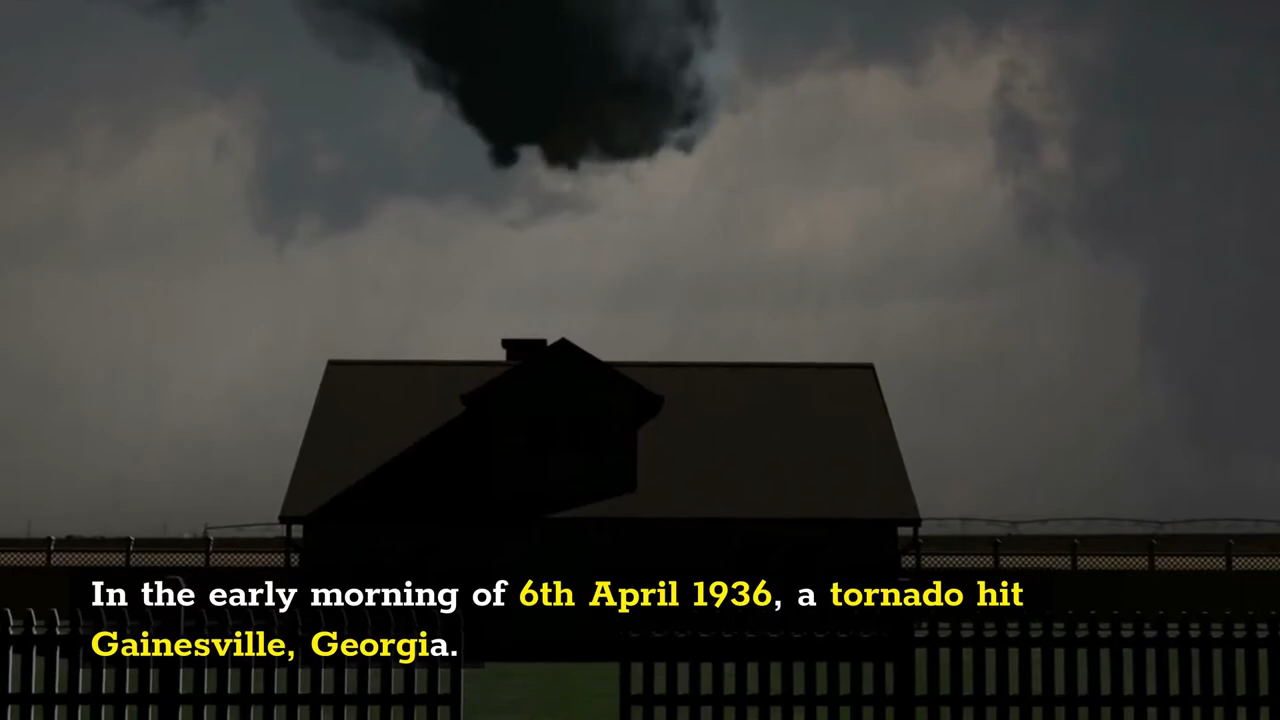 In the early morning of 6th April 1936, a tornado hit
Gainesville, Georgia.